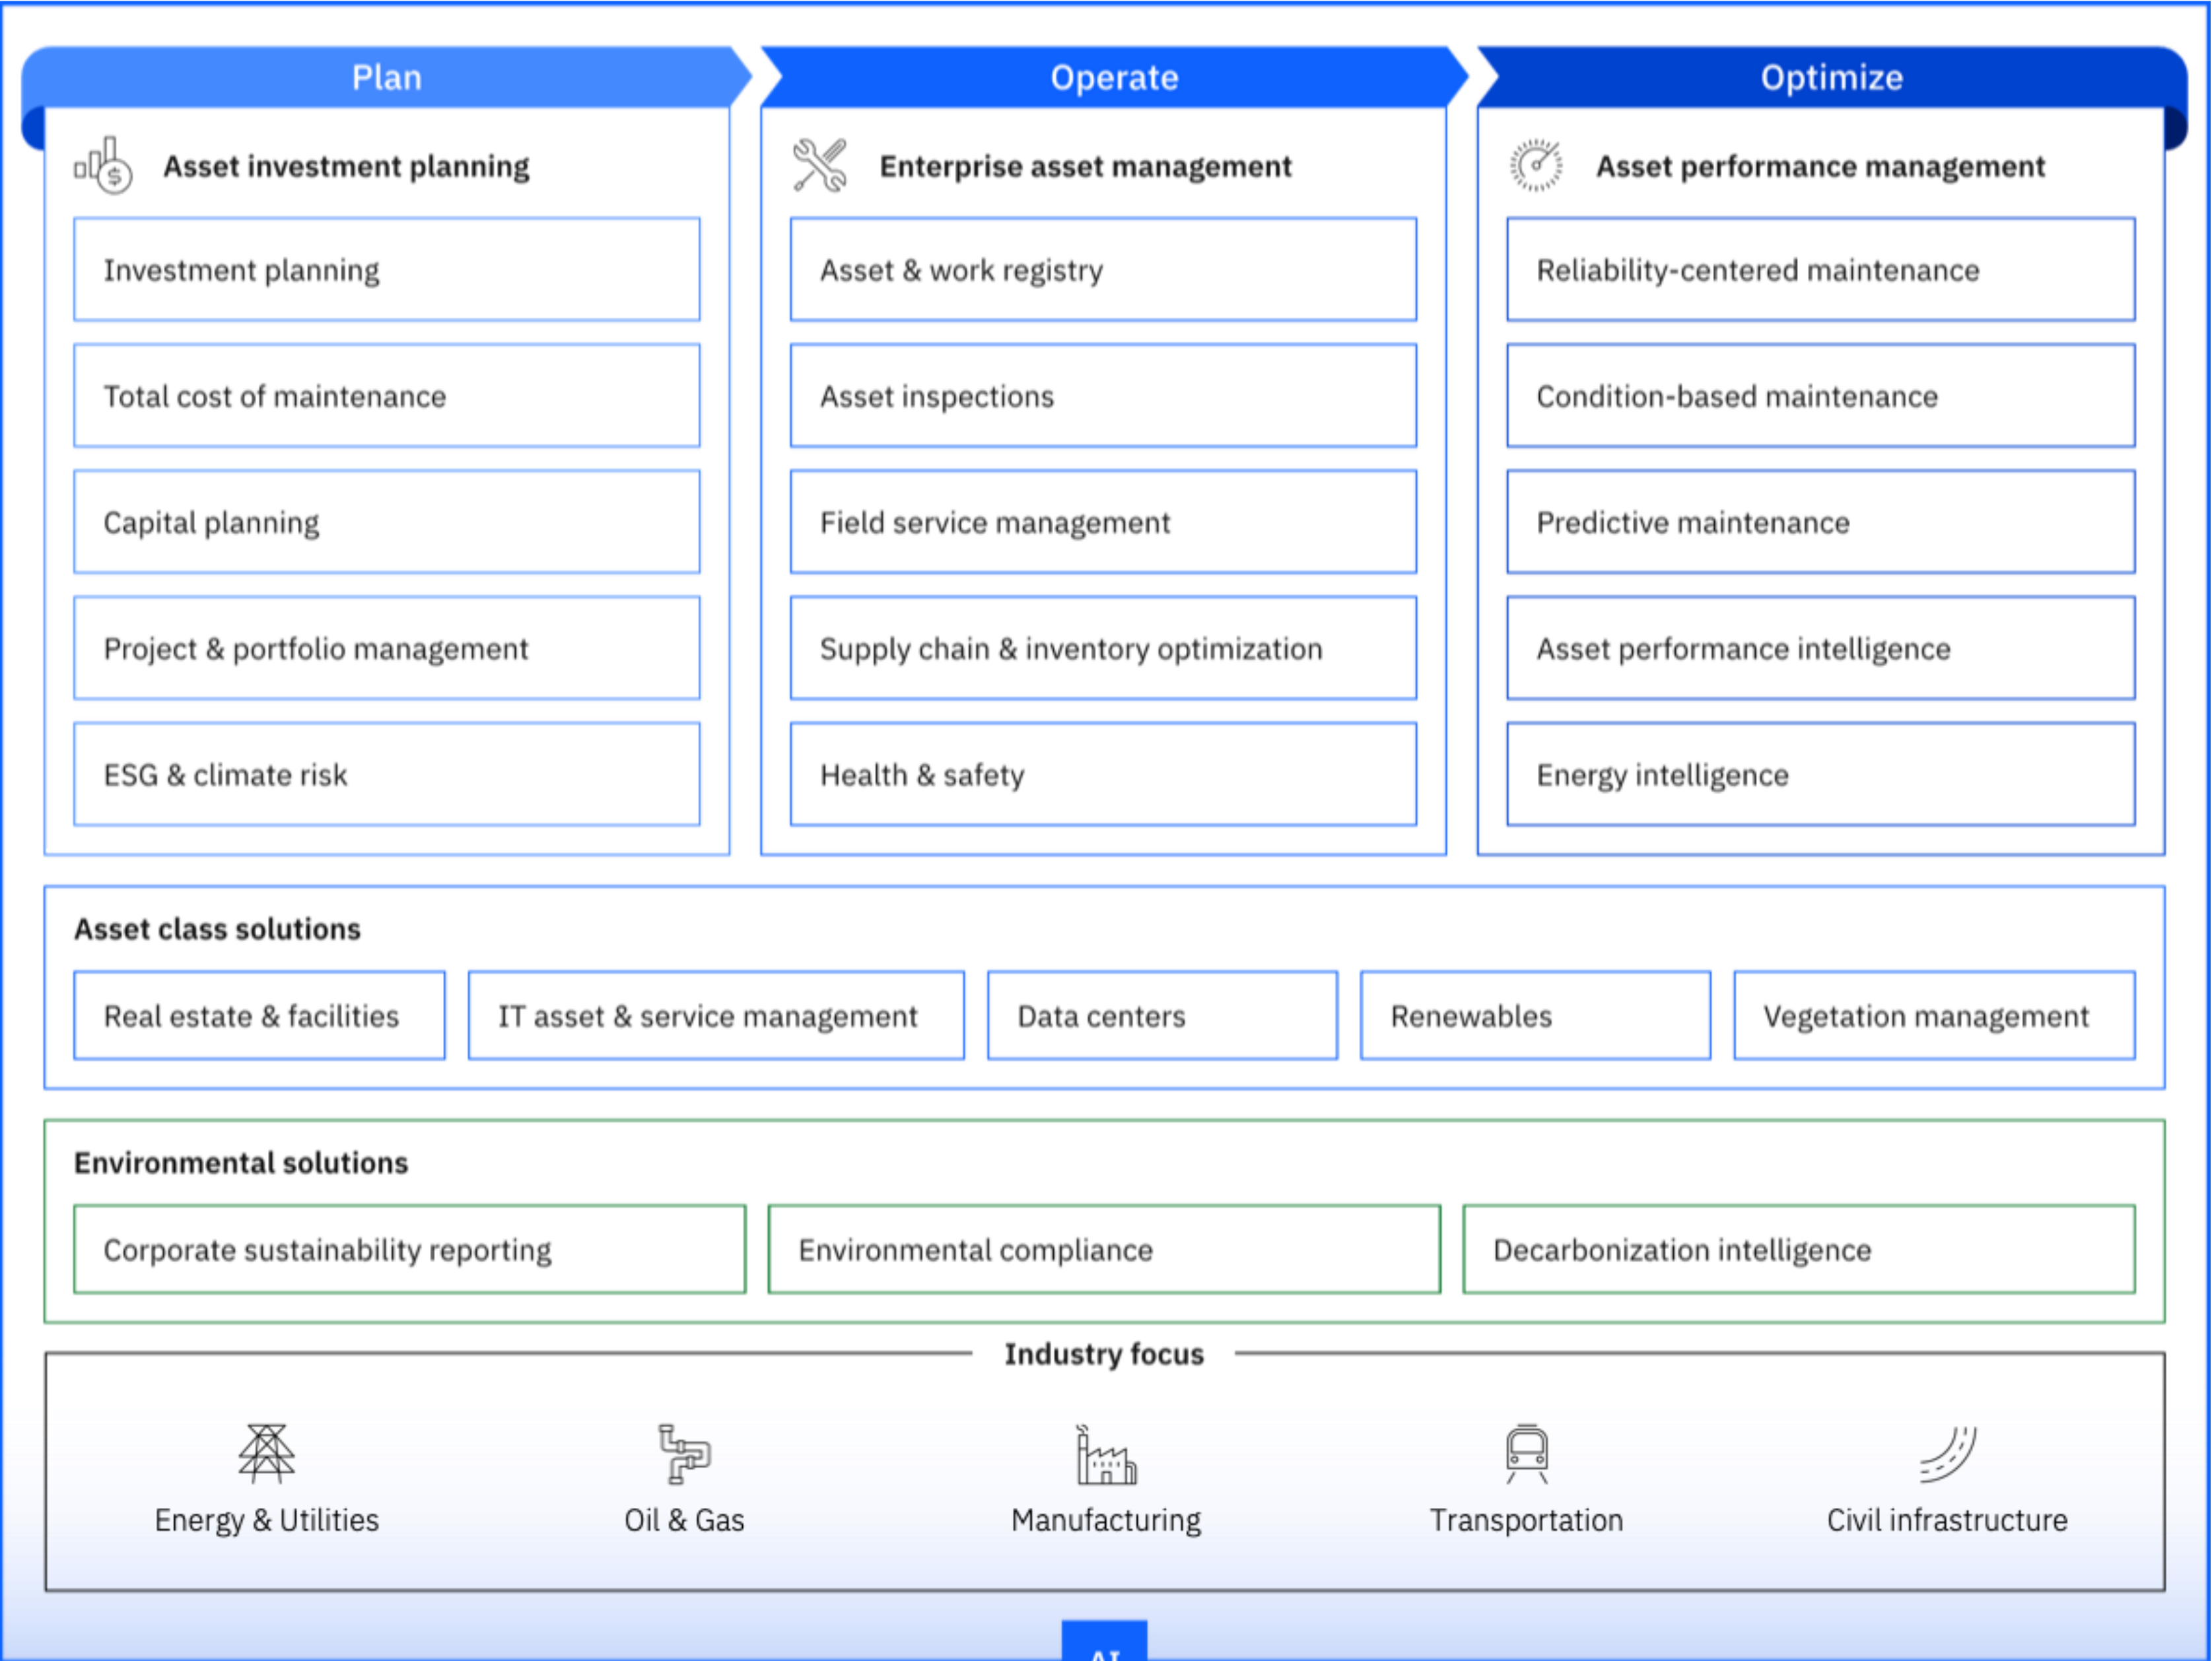 Plan
Operate
Optimize
Asset investment planning
Investment planning
Total cost of maintenance
Capital planning
Project & portfolio management
ESG & climate risk
Enterprise asset management
Asset & work registry
Asset inspections
Field service management
Supply chain & inventory optimization
Health & safety
Asset performance management
Reliability-centered maintenance
Condition-based maintenance
Predictive maintenance
Asset performance intelligence
Energy intelligence
Asset class solutions
Real estate & facilities
IT asset & service management
Data centers
Renewables
Vegetation management
Environmental solutions
Corporate sustainability reporting
Environmental compliance
Decarbonization intelligence
Industry focus
Energy & Utilities
Oil & Gas
Manufacturing
Transportation
Civil infrastructure
AI